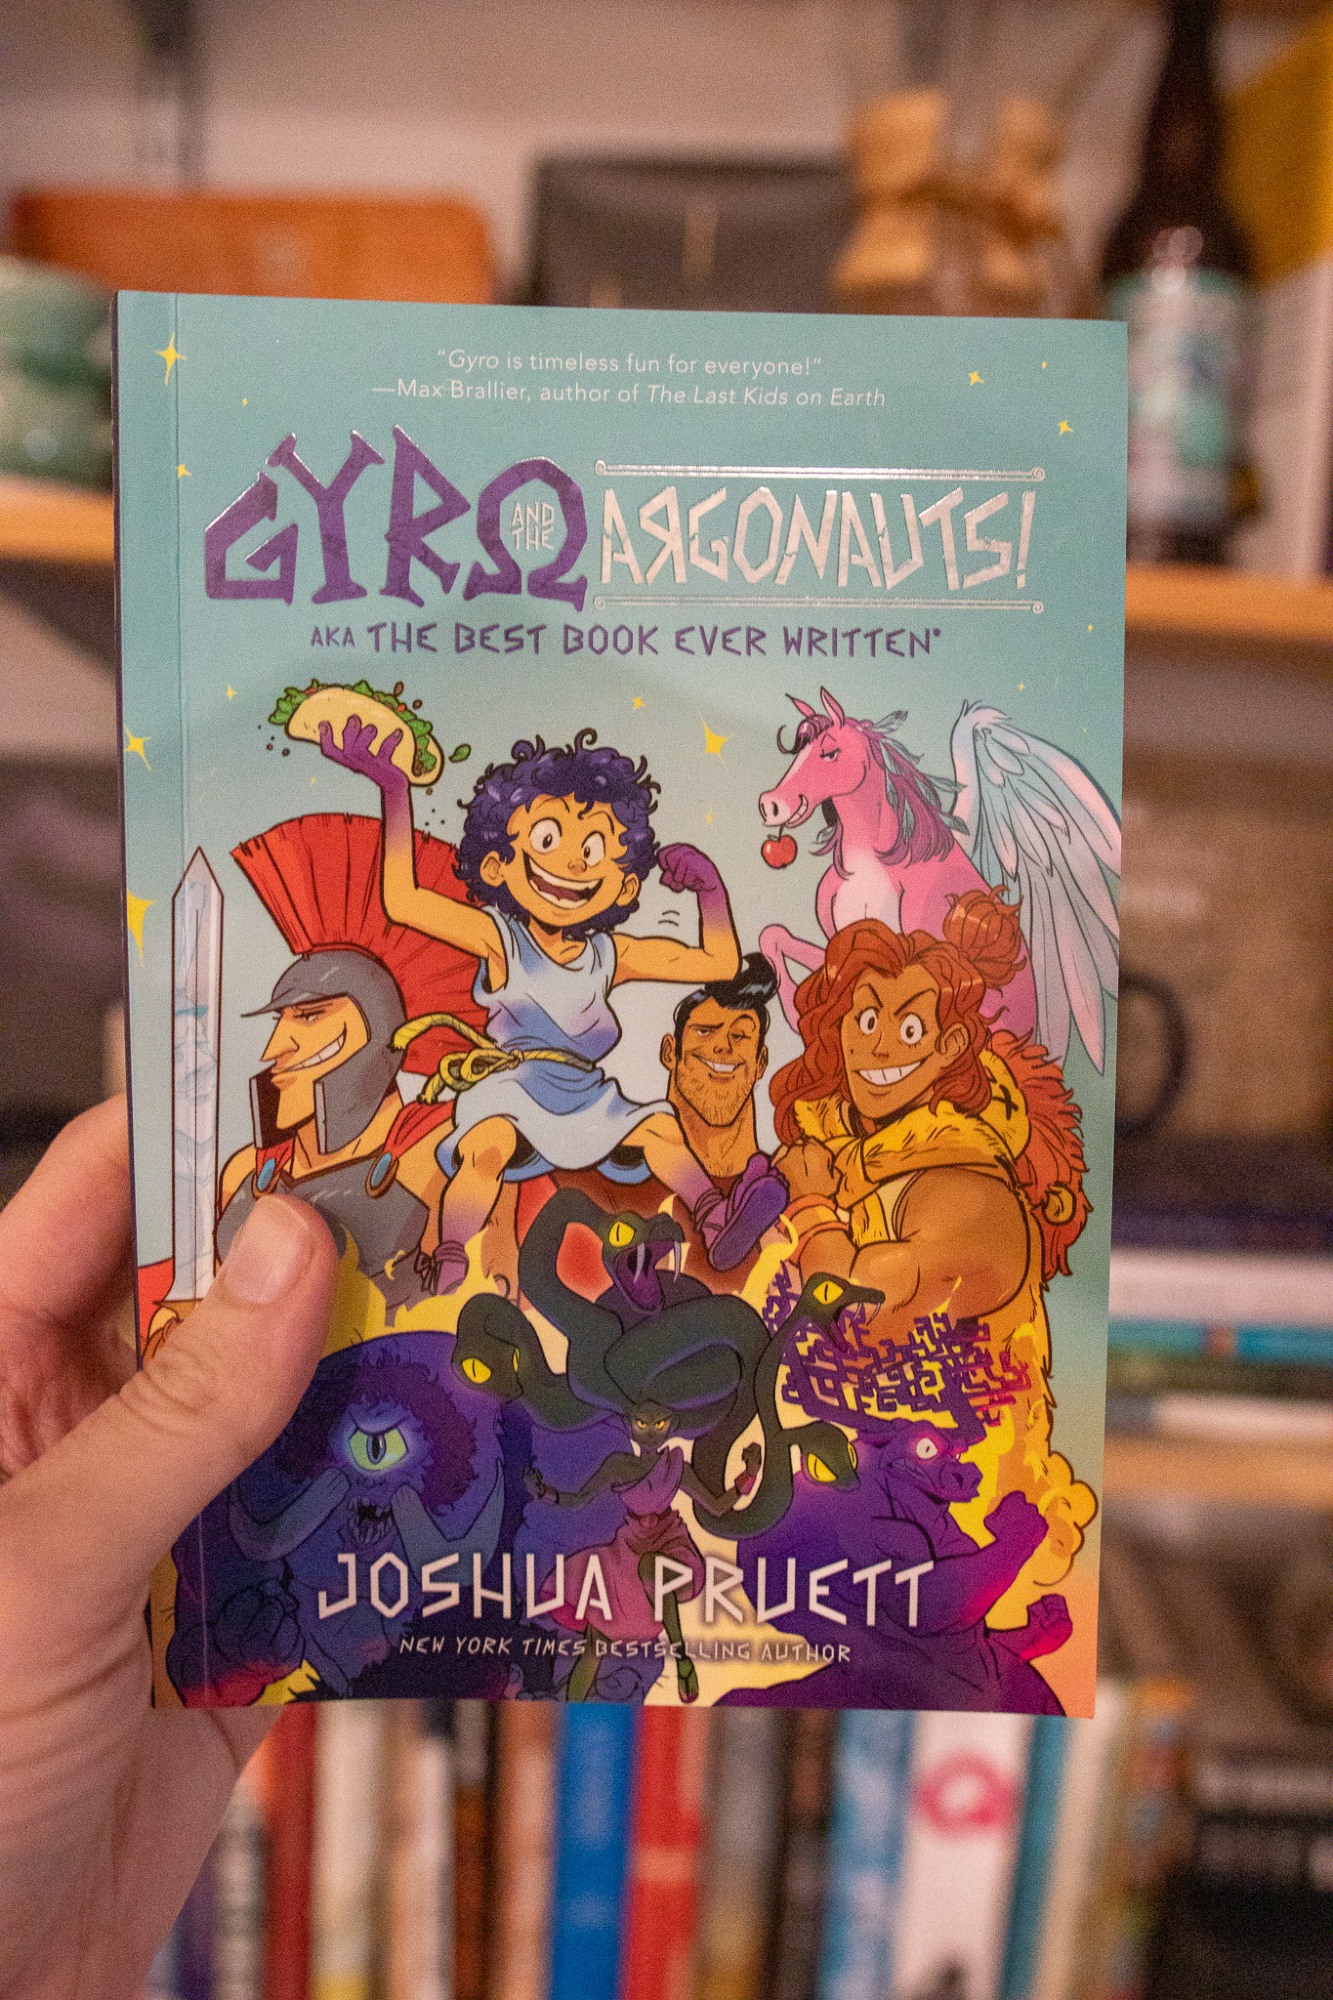 “Gyro is timeless fun for everyone!”
—Max Brallier, author of The Last Kids on Earth
GYRΩ AND THE ARGONAUTS!
AKA THE BEST BOOK EVER WRITTEN*
JOSHUA PRUETT
NEW YORK TIMES BESTSELLING AUTHOR